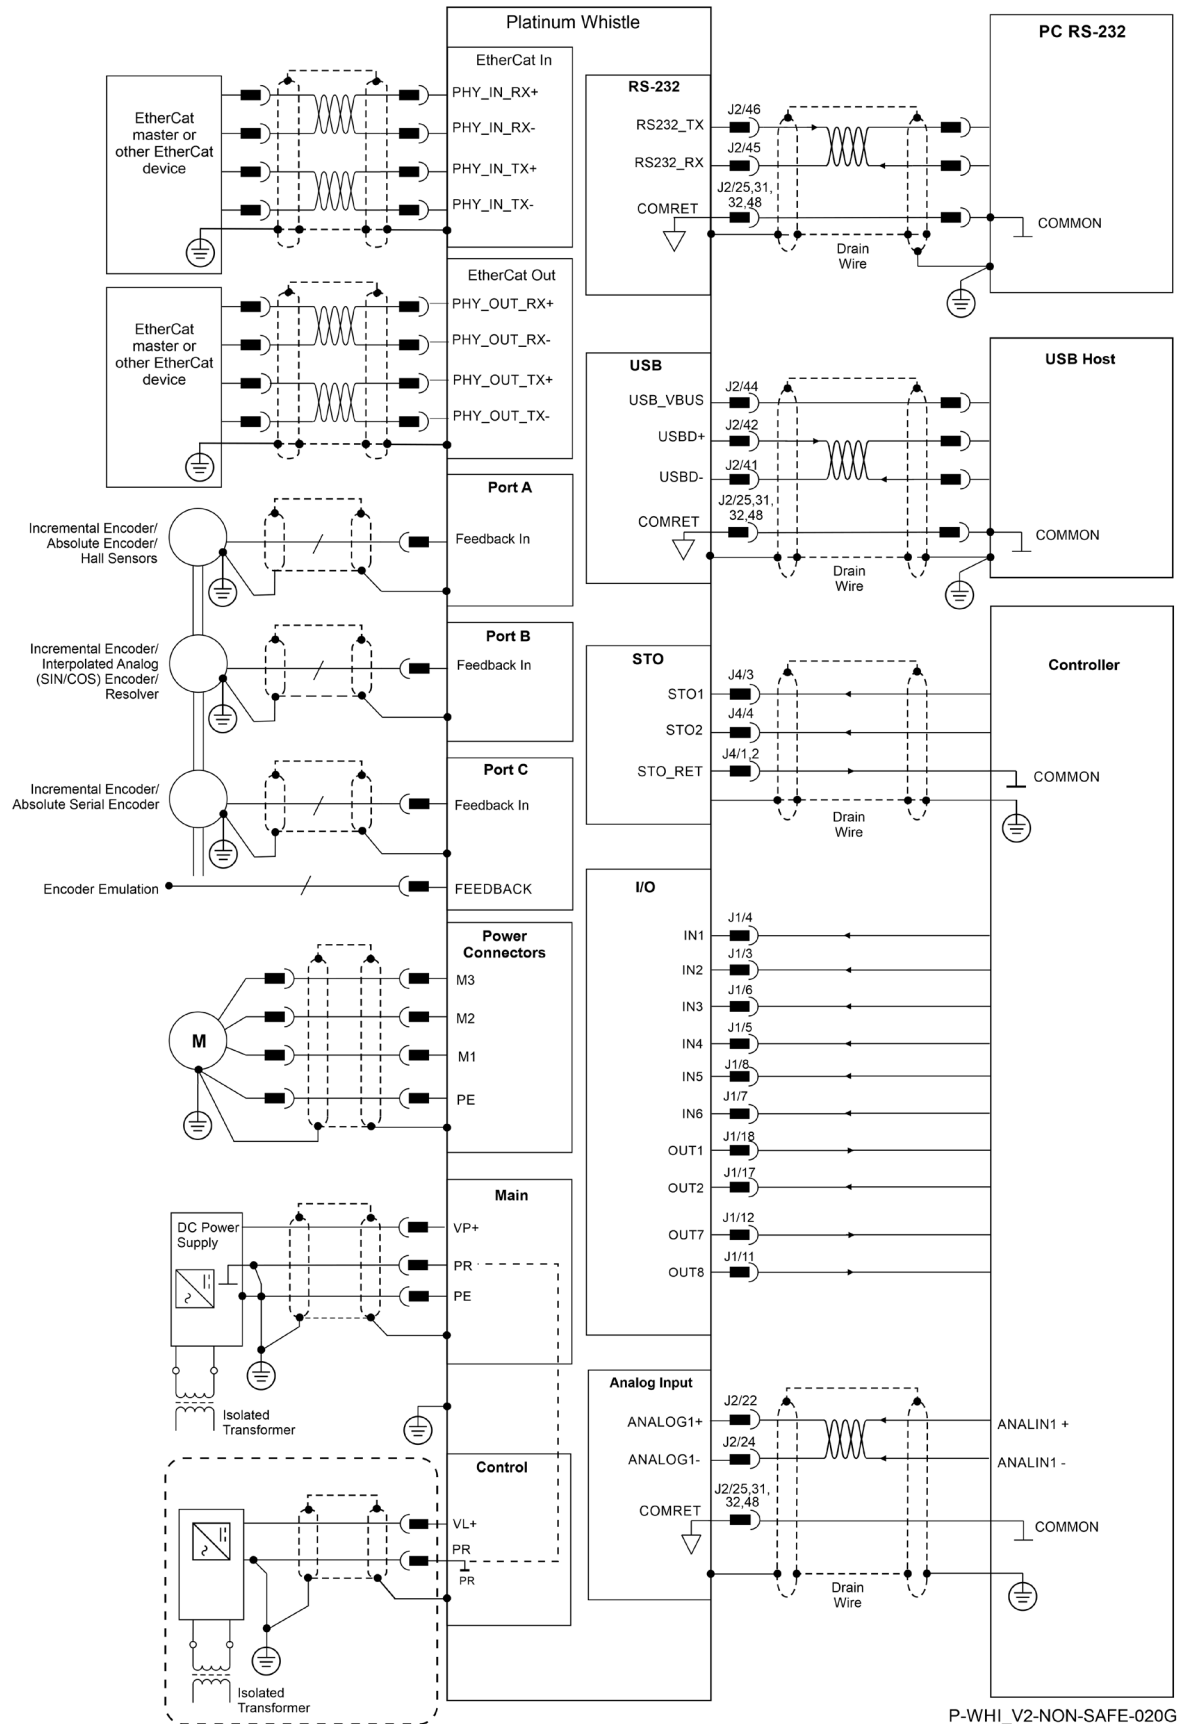 Platinum Whistle
EtherCat In
EtherCat
master or
other EtherCat
device
PHY_IN_RX+
PHY_IN_RX-
PHY_IN_TX+
PHY_IN_TX-
EtherCat Out
EtherCat
master or
other EtherCat
device
PHY_OUT_RX+
PHY_OUT_RX-
PHY_OUT_TX+
PHY_OUT_TX-
Port A
Incremental Encoder/
Absolute Encoder/
Hall Sensors
Feedback In
Port B
Incremental Encoder/
Interpolated Analog
(SIN/COS) Encoder/
Resolver
Feedback In
Port C
Incremental Encoder/
Absolute Serial Encoder
Feedback In
Encoder Emulation
FEEDBACK
Power
Connectors
M
M3
M2
M1
PE
Main
DC Power
Supply
VP+
PR
PE
Isolated
Transformer
Control
VL+
PR
PR
Isolated
Transformer
RS-232
PC RS-232
RS232_TX
J2/46
RS232_RX
J2/45
COMRET
J2/25,31,
32,48
COMMON
Drain
Wire
USB
USB Host
USB_VBUS
J2/44
USBD+
J2/42
USBD-
J2/41
COMRET
J2/25,31,
32,48
COMMON
Drain
Wire
STO
Controller
STO1
J4/3
STO2
J4/4
STO_RET
J4/1,2
COMMON
Drain
Wire
I/O
IN1
J1/4
IN2
J1/3
IN3
J1/6
IN4
J1/5
IN5
J1/8
IN6
J1/7
OUT1
J1/18
OUT2
J1/17
OUT7
J1/12
OUT8
J1/11
Analog Input
ANALOG1+
J2/22
ANALIN1 +
ANALOG1-
J2/24
ANALIN1 -
COMRET
J2/25,31,
32,48
COMMON
Drain
Wire
P-WHI_V2-NON-SAFE-020G